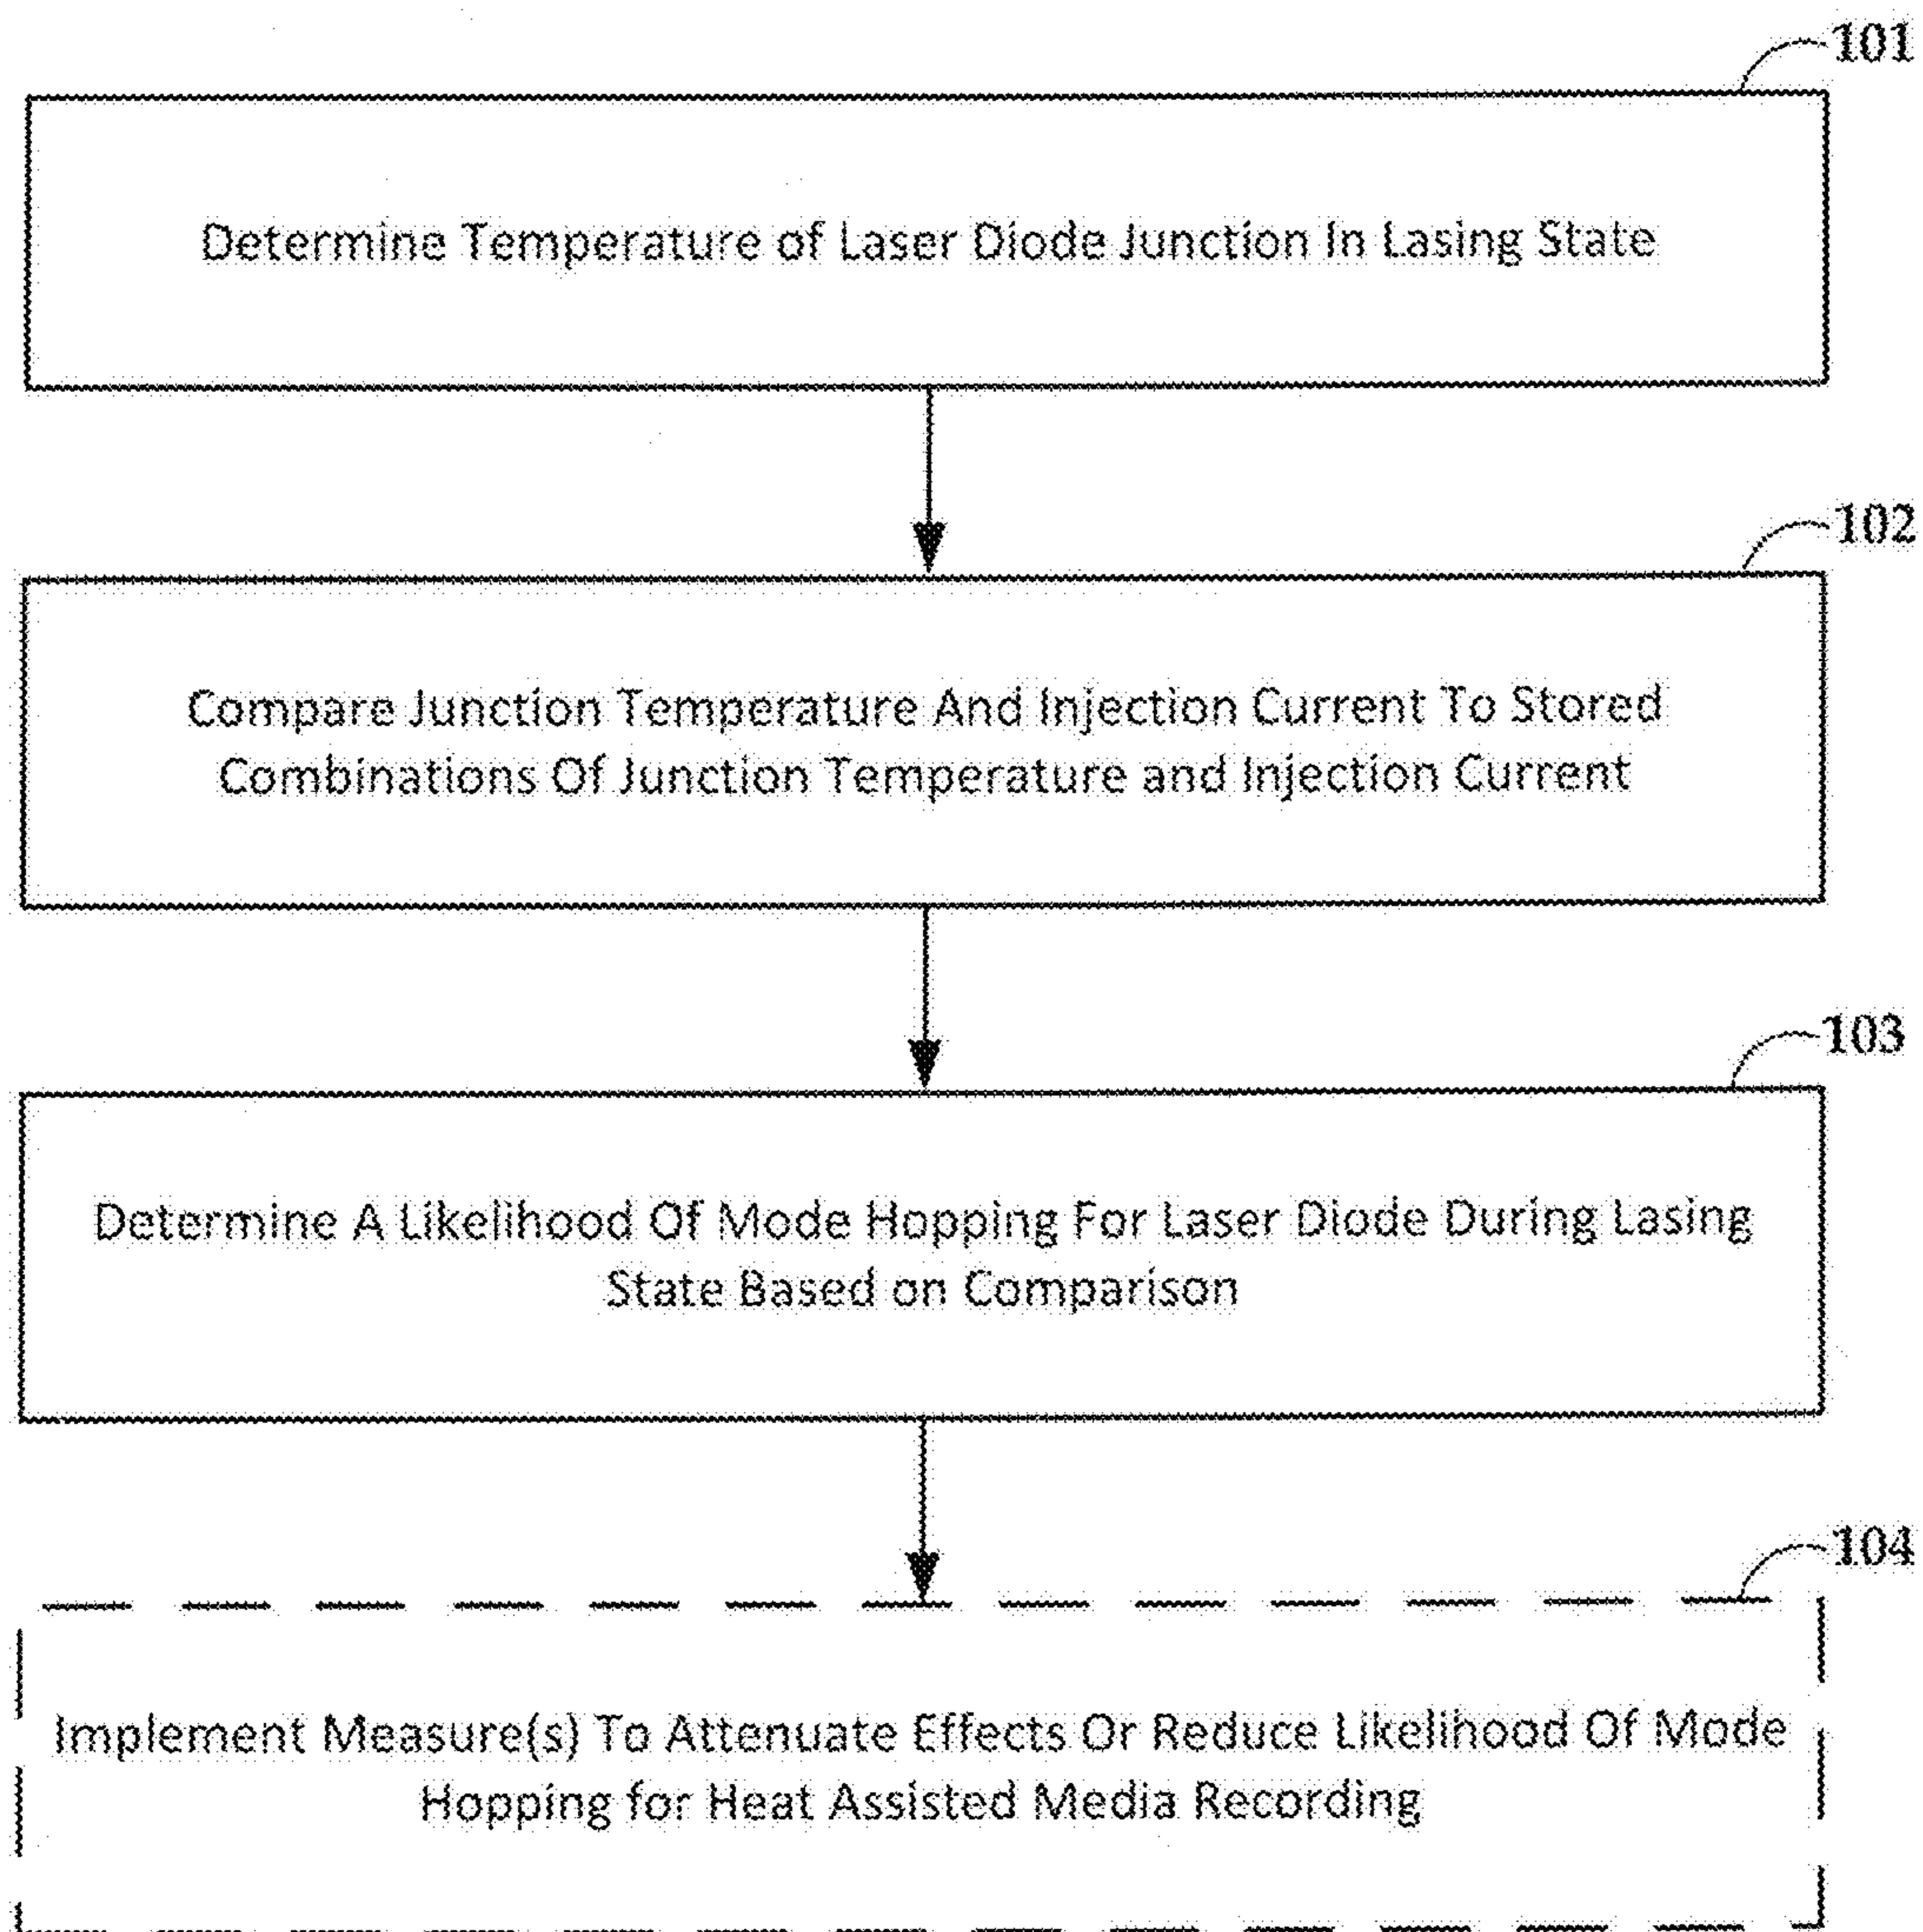 101
Determine Temperature of Laser Diode Junction In Lasing State
102
Compare Junction Temperature And Injection Current To Stored
Combinations Of Junction Temperature and Injection Current
103
Determine A Likelihood Of Mode Hopping For Laser Diode During Lasing
State Based on Comparison
104
Implement Measure(s) To Attenuate Effects Or Reduce Likelihood Of Mode
Hopping for Heat Assisted Media Recording